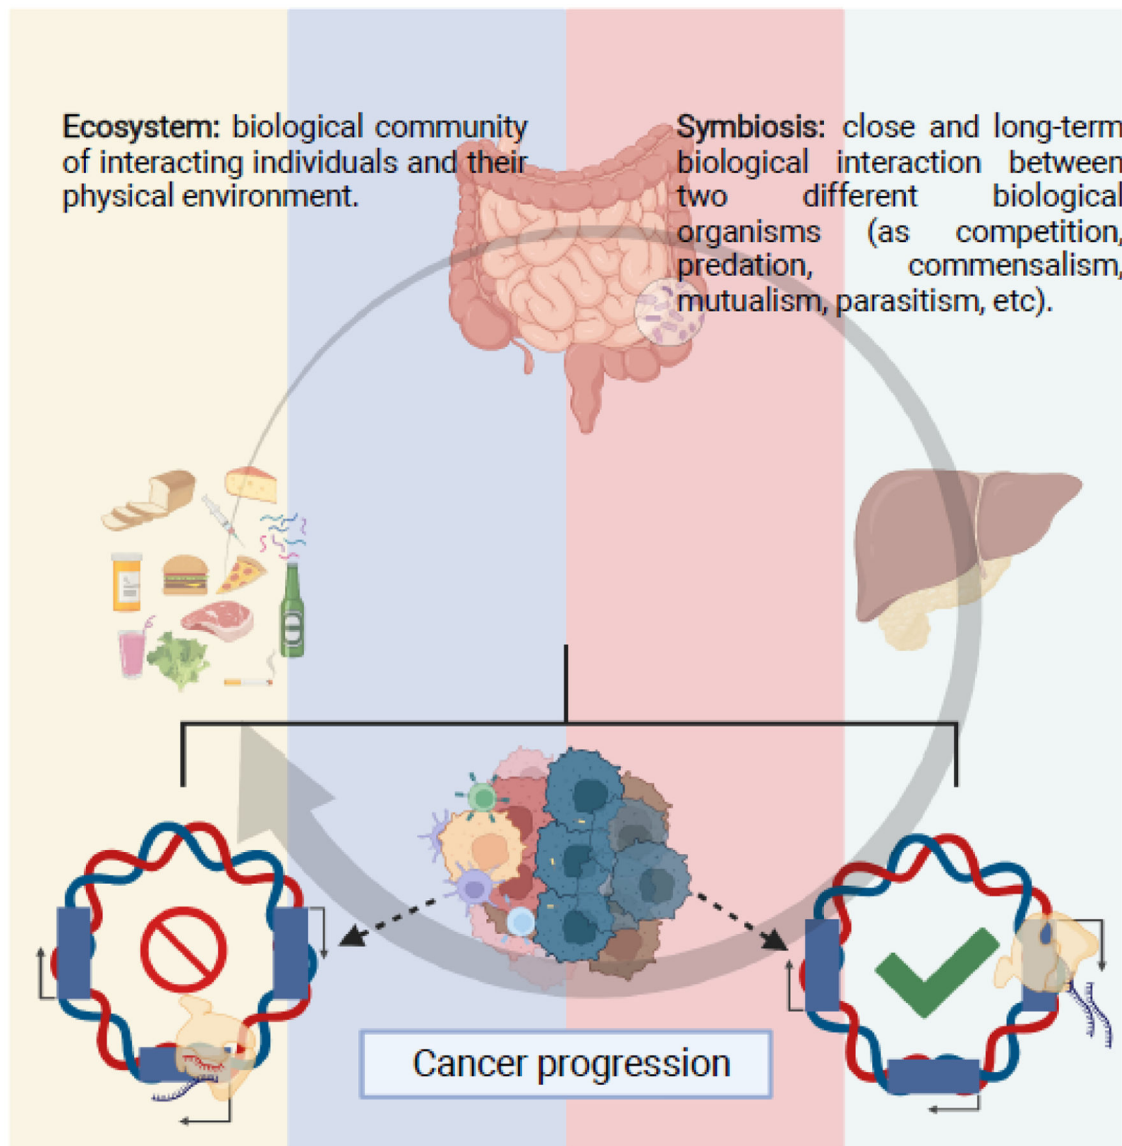 Ecosystem: biological community
of interacting individuals and their
physical environment.
Symbiosis: close and long-term
biological interaction between
two different biological
organisms (as competition,
predation, commensalism,
mutualism, parasitism, etc).
Cancer progression